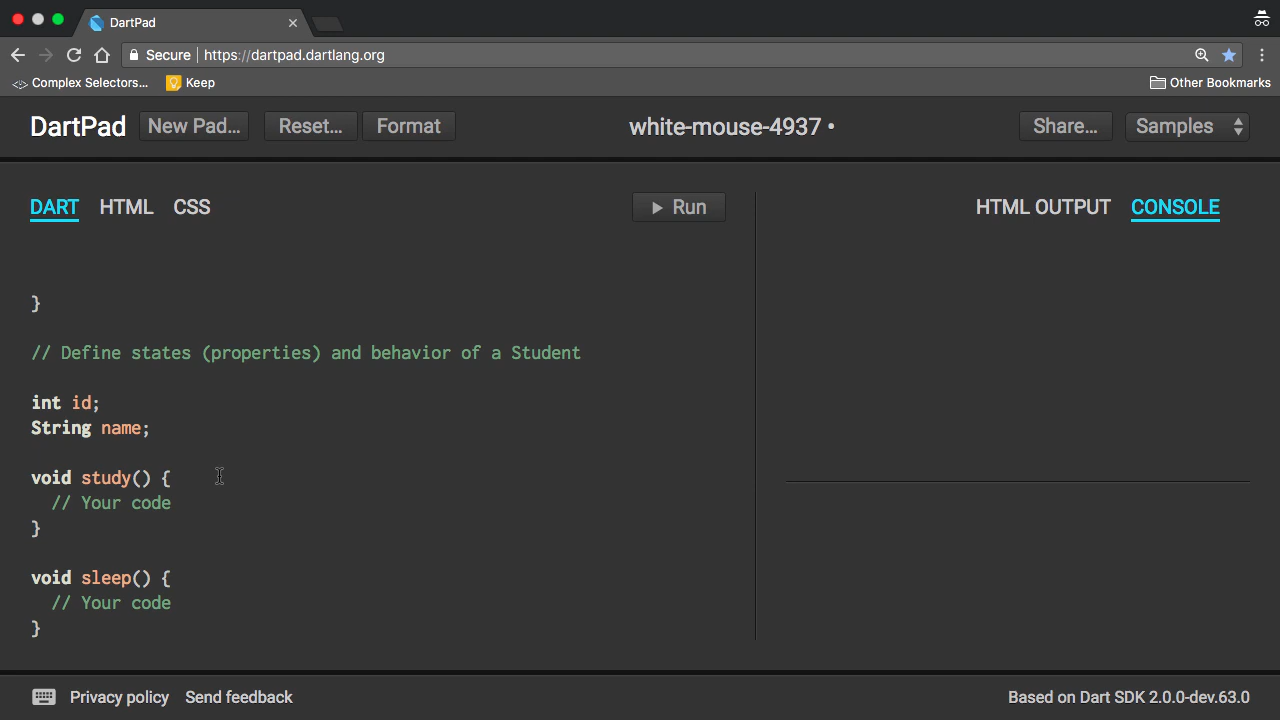 DartPad
Secure https://dartpad.dartlang.org
<> Complex Selectors... Keep Other Bookmarks
DartPad New Pad... Reset... Format white-mouse-4937 • Share... Samples
DART HTML CSS Run HTML OUTPUT CONSOLE
}
// Define states (properties) and behavior of a Student
int id;
String name;
void study() {
// Your code
}
void sleep() {
// Your code
}
Privacy policy Send feedback Based on Dart SDK 2.0.0-dev.63.0